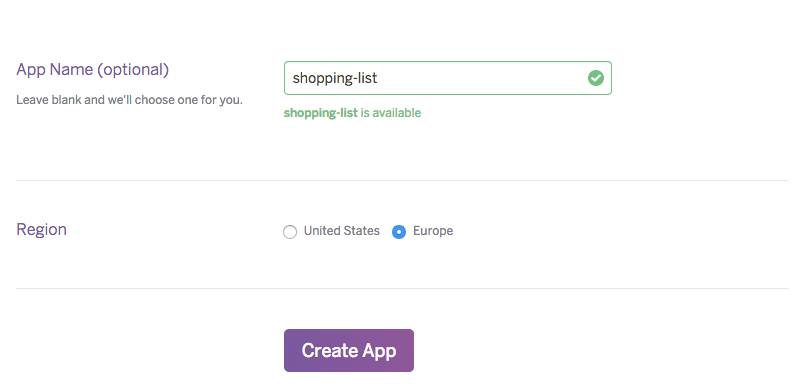 App Name (optional)
shopping-list
Leave blank and we'll choose one for you.
shopping-list is available
Region
United States
Europe
Create App